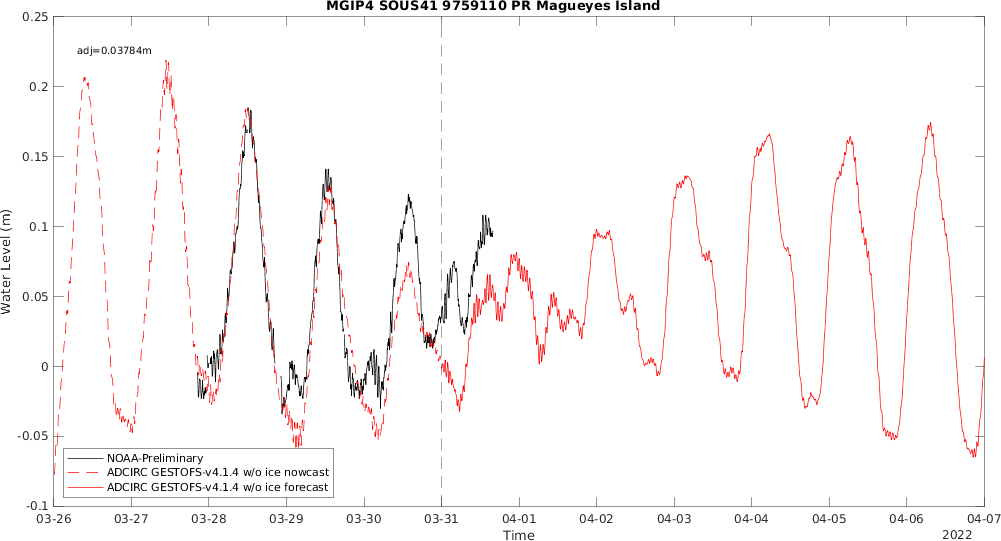 MGIP4 SOUS41 9759110 PR Magueyes Island
adj=0.03784m
Water Level (m)
0.25
0.2
0.15
0.1
0.05
0
-0.05
-0.1
NOAA-Preliminary
ADCIRC GESTOFS-v4.1.4 w/o ice nowcast
ADCIRC GESTOFS-v4.1.4 w/o ice forecast
03-26 03-27 03-28 03-29 03-30 03-31 04-01 04-02 04-03 04-04 04-05 04-06 04-07
Time
2022